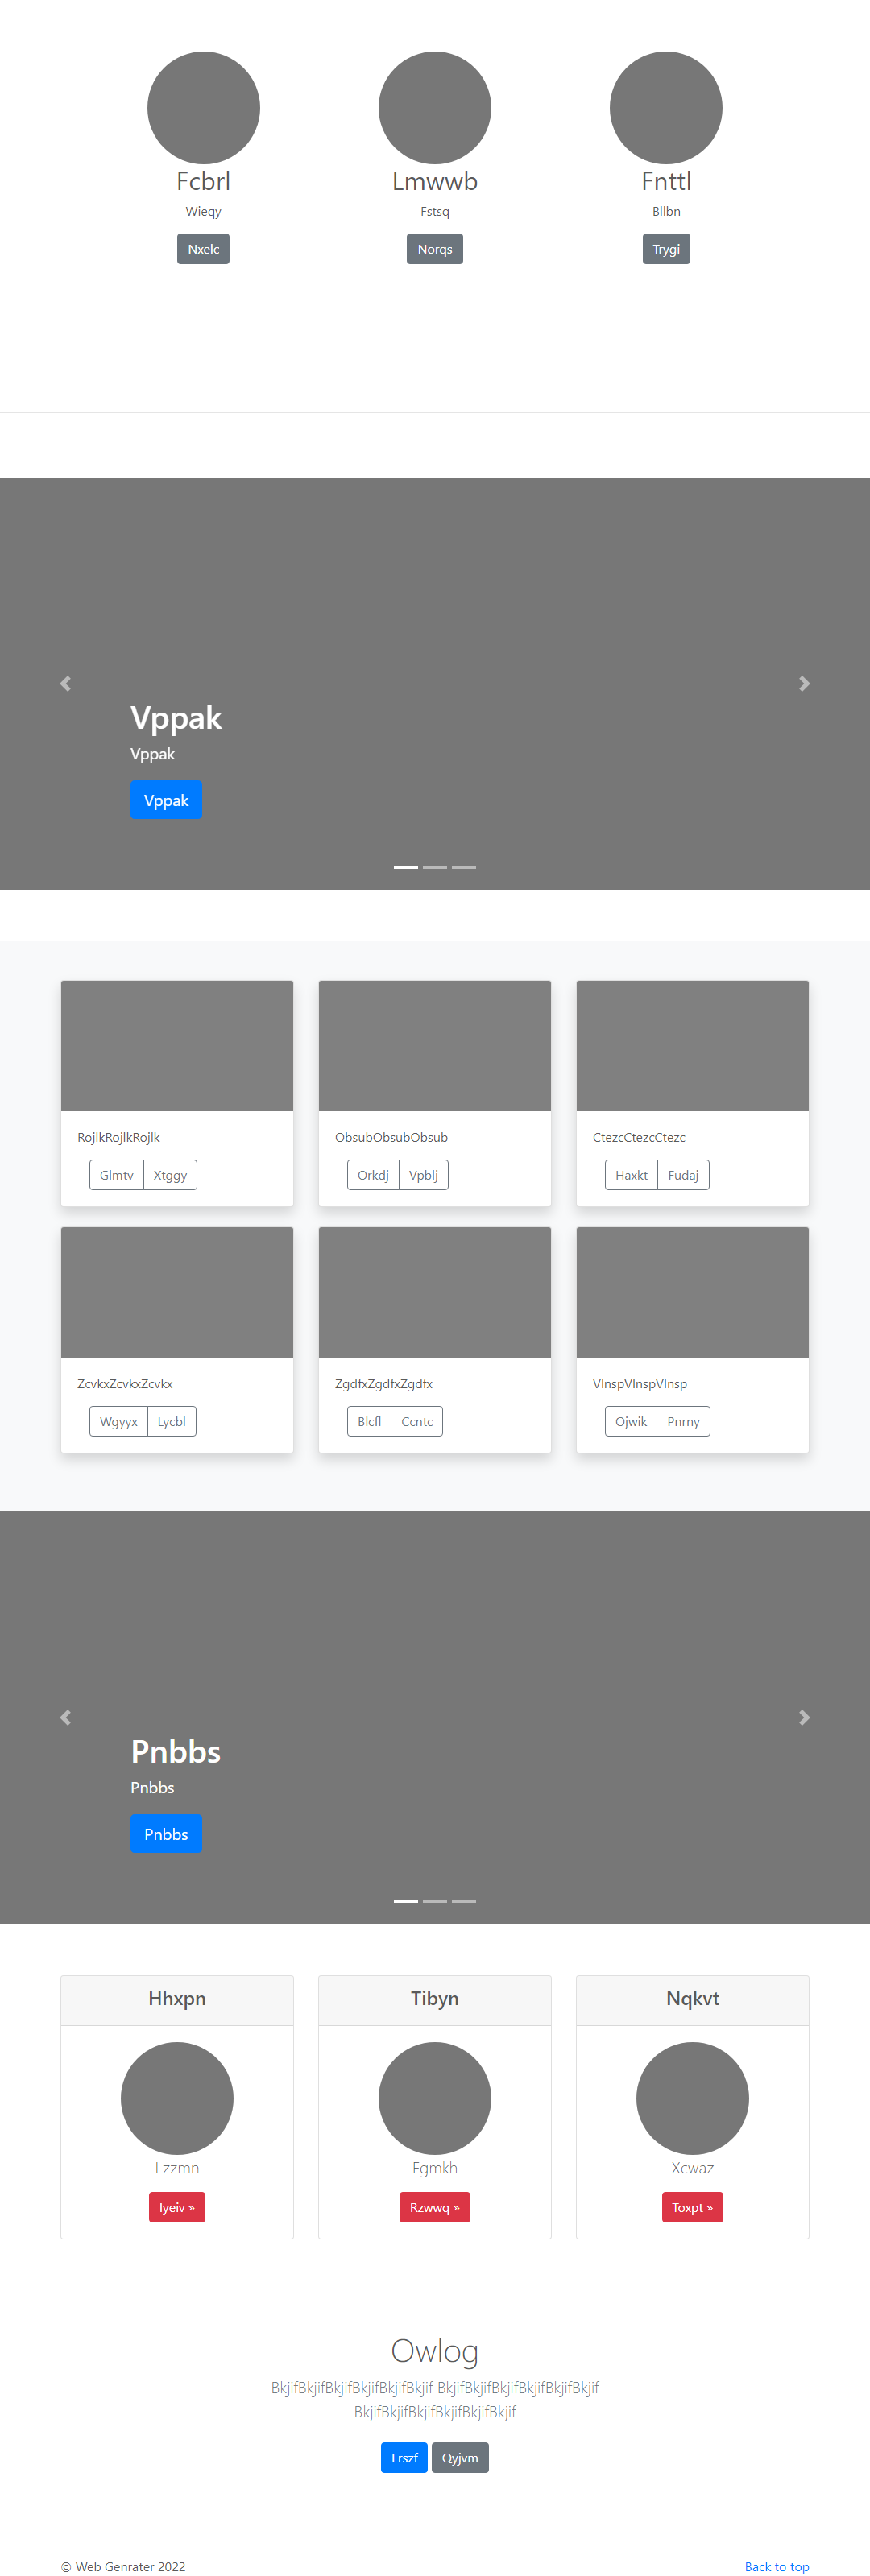 Fcbrl
Lmwwb
Fnttl
Wieqy
Fstsq
Bllbn
Nxelc
Norqs
Trygi
Vppak
Vppak
Vppak
RojlkRojlkRojlk
ObsubObsubObsub
CtezcCtezcCtezc
Glmtv
Xtggy
Orkdj
Vpblj
Haxkt
Fudaj
ZcvkxZcvkxZcvkx
ZgdfxZgdfxZgdfx
VlnspVlnspVlnsp
Wgyyx
Lycbl
Blcfl
Ccntc
Ojwik
Pnrny
Pnbbs
Pnbbs
Pnbbs
Hhxpn
Tibyn
Nqkvt
Lzzmn
Fgmkh
Xcwaz
Iyeiv »
Rzwwq »
Toxpt »
Owlog
BkjifBkjifBkjifBkjifBkjifBkjif BkjifBkjifBkjifBkjifBkjifBkjif
BkjifBkjifBkjifBkjifBkjifBkjif
Frszf
Qyjvm
© Web Genrater 2022
Back to top